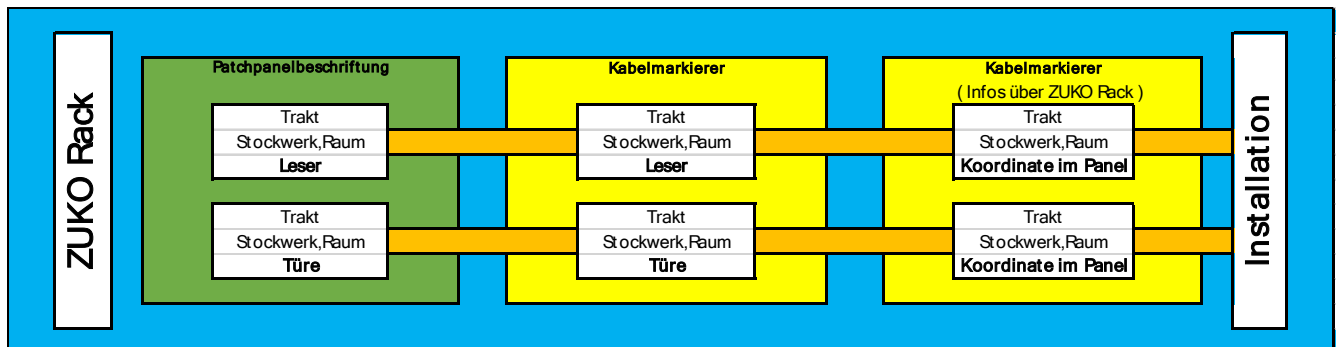 ZUKO Rack
Patchpanelbeschriftung
Trakt
Stockwerk,Raum
Leser
Trakt
Stockwerk,Raum
Türe
Kabelmarkierer
Trakt
Stockwerk,Raum
Leser
Trakt
Stockwerk,Raum
Türe
Kabelmarkierer
( Infos über ZUKO Rack )
Trakt
Stockwerk,Raum
Koordinate im Panel
Trakt
Stockwerk,Raum
Koordinate im Panel
Installation